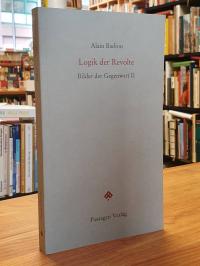 Alain Badiou
Logik der Revolte
Bilder der Gegenwart II
Passagen Verlag